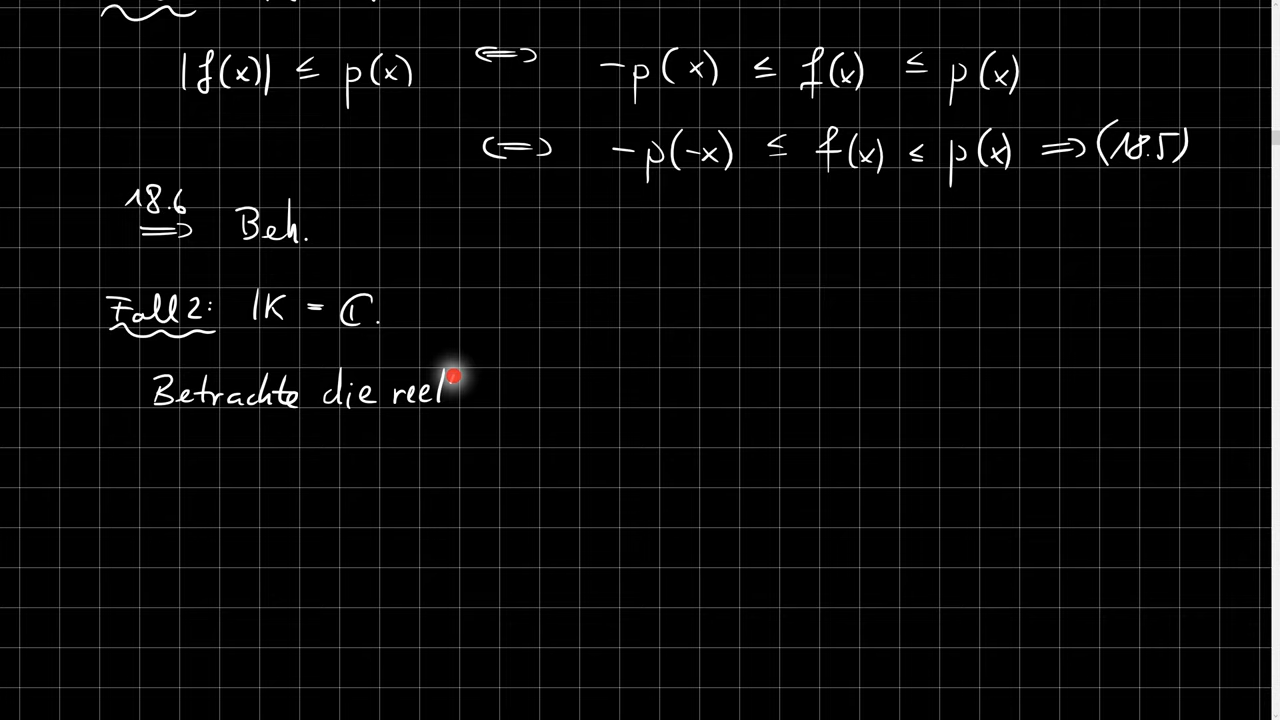 |f(x)| ≤ p(x) ⟺ -p(x) ≤ f(x) ≤ p(x)
⟺ -p(-x) ≤ f(x) ≤ p(x) ⟹ (18.5)
18.6
⟹ Beh.
Fall 2: 𝕂 = ℂ.
Betrachte die reel